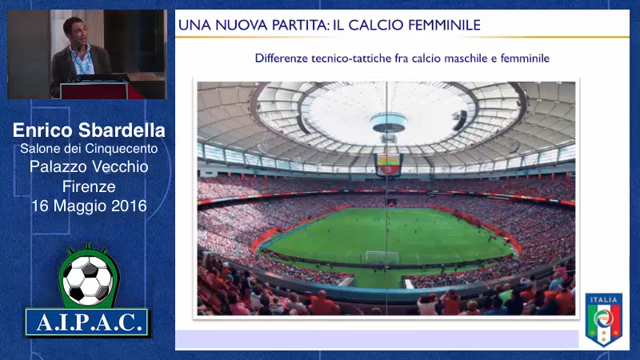 UNA NUOVA PARTITA: IL CALCIO FEMMINILE
Differenze tecnico-tattiche fra calcio maschile e femminile
Enrico Sbardella
Salone dei Cinquecento
Palazzo Vecchio
Firenze
16 Maggio 2016
A.I.P.A.C.
ITALIA